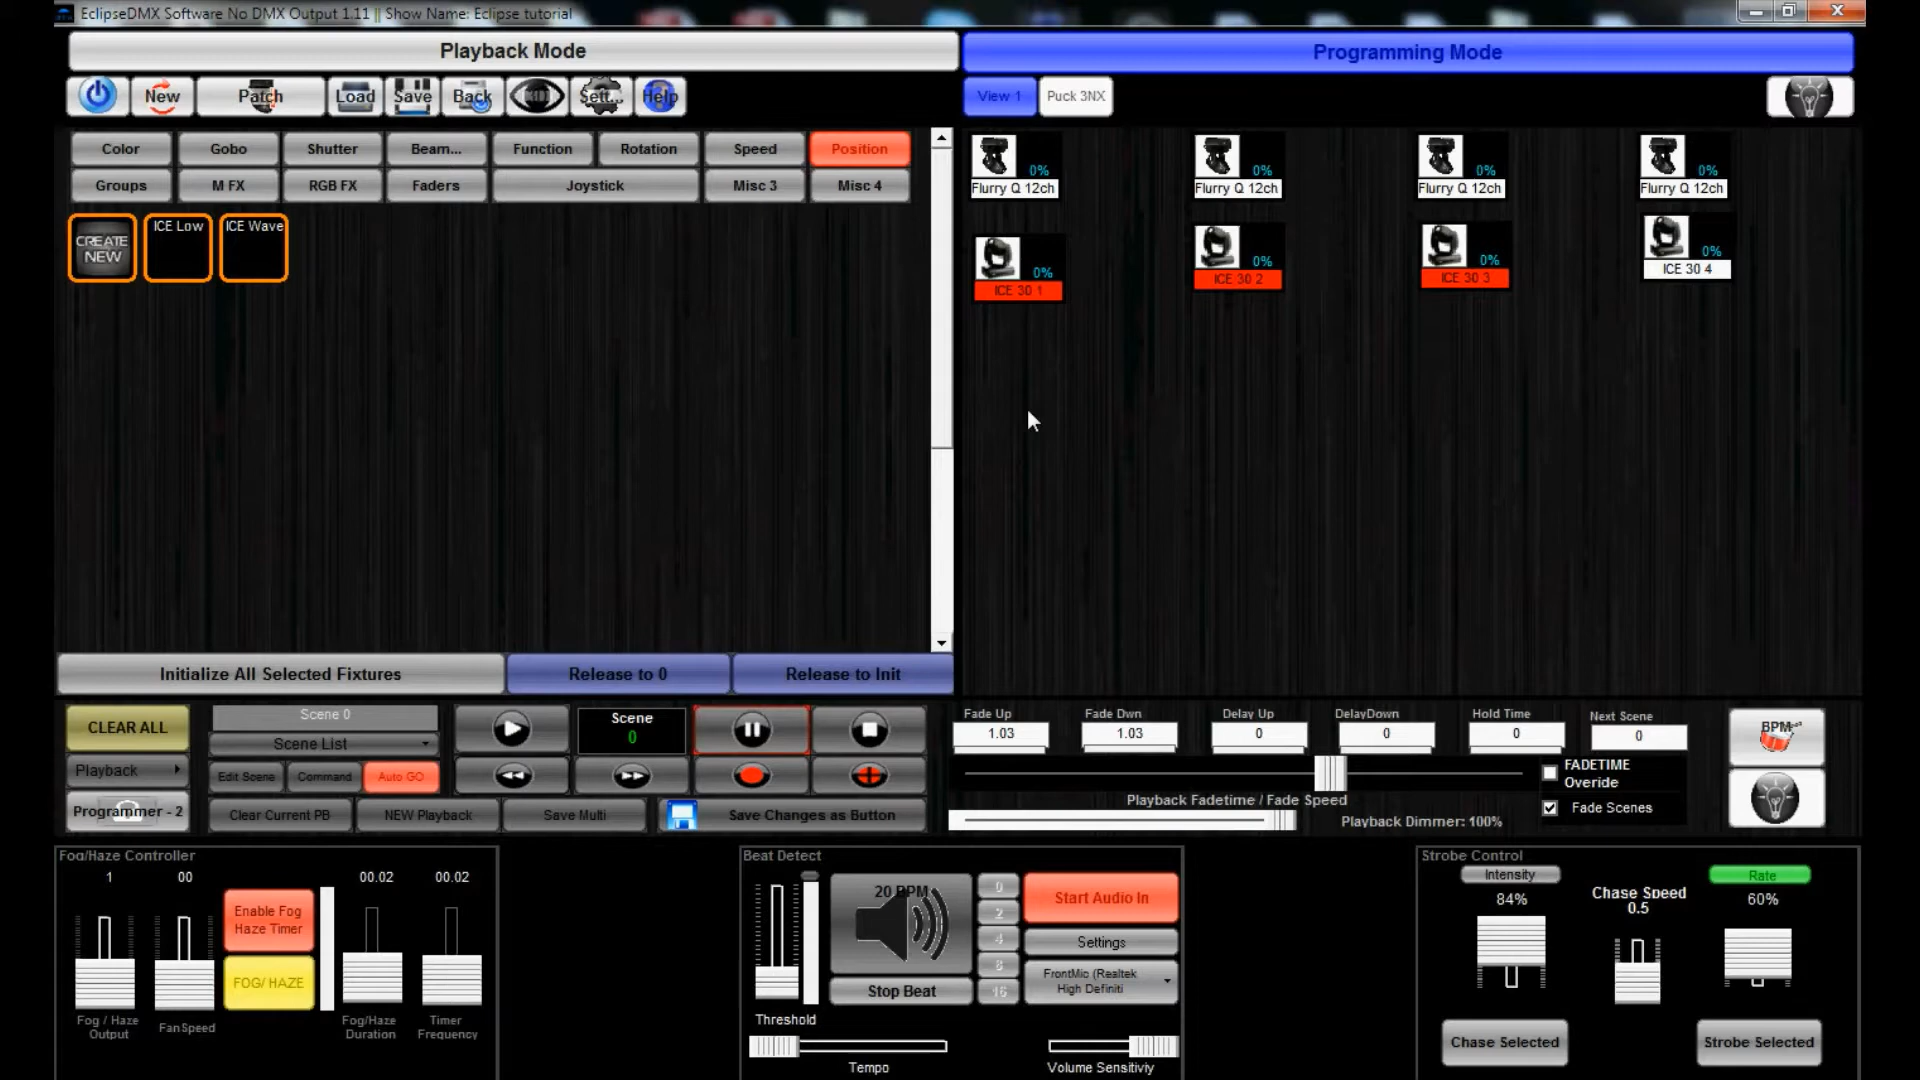 EclipseDMX Software No DMX Output 1.11 || Show Name: Eclipse tutorial
Playback Mode
Programming Mode
New
Patch
Load
Save
Back
3D
Sett...
Help
View 1
Puck 3NX
Color
Gobo
Shutter
Beam...
Function
Rotation
Speed
Position
Groups
M FX
RGB FX
Faders
Joystick
Misc 3
Misc 4
CREATE
NEW
ICE Low
ICE Wave
0%
Flurry Q 12ch
0%
Flurry Q 12ch
0%
Flurry Q 12ch
0%
Flurry Q 12ch
0%
ICE 30 1
0%
ICE 30 2
0%
ICE 30 3
0%
ICE 30 4
Initialize All Selected Fixtures
Release to 0
Release to Init
CLEAR ALL
Playback
Programmer - 2
Scene 0
Scene List
Edit Scene
Command
Auto GO
Clear Current PB
NEW Playback
Save Multi
Save Changes as Button
Scene
0
Fade Up
1.03
Fade Dwn
1.03
Delay Up
0
DelayDown
0
Hold Time
0
Next Scene
0
Playback Fadetime / Fade Speed
Playback Dimmer: 100%
FADETIME
Overide
Fade Scenes
BPM
Fog/Haze Controller
1
00
00.02
00.02
Enable Fog
Haze Timer
FOG/ HAZE
Fog / Haze
Output
FanSpeed
Fog/Haze
Duration
Timer
Frequency
Beat Detect
20 BPM
Stop Beat
0
2
4
8
16
Start Audio In
Settings
FrontMic (Realtek
High Definiti
Threshold
Tempo
Volume Sensitiviy
Strobe Control
Intensity
84%
Chase Speed
0.5
Rate
60%
Chase Selected
Strobe Selected